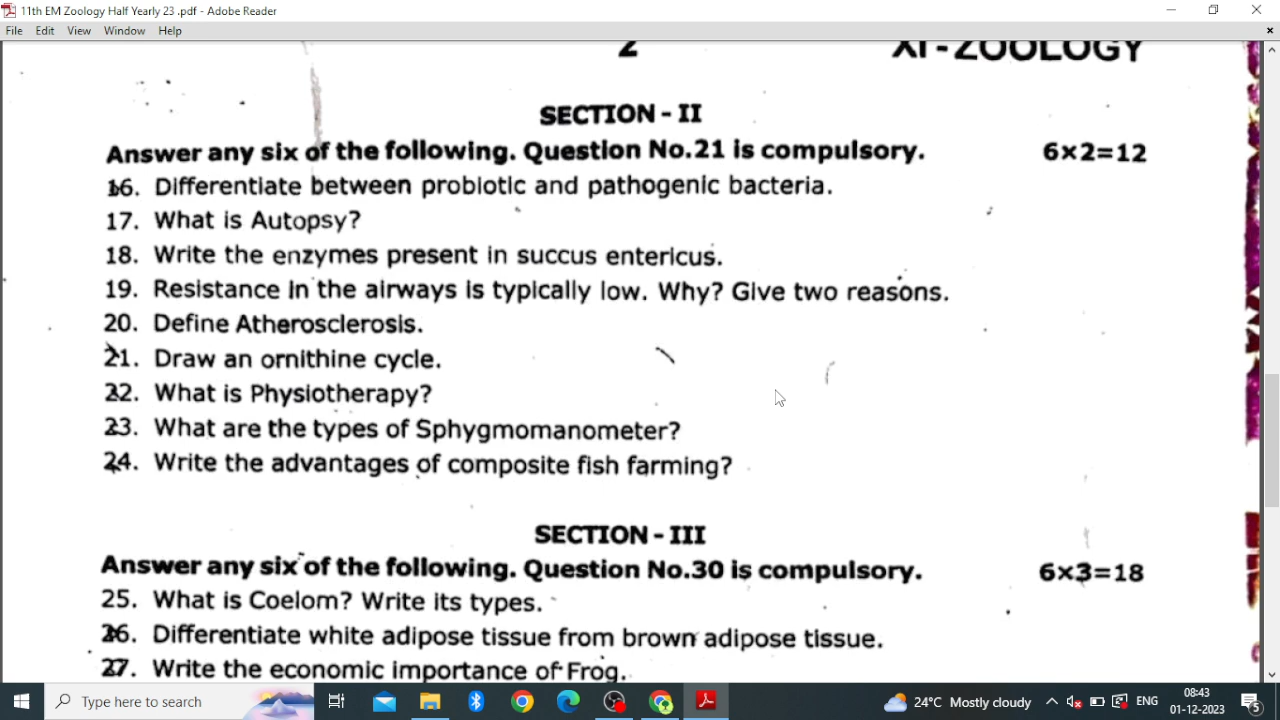 11th EM Zoology Half Yearly 23 .pdf - Adobe Reader
File Edit View Window Help
2 XI - ZOOLOGY
SECTION - II
Answer any six of the following. Question No.21 is compulsory. 6×2=12
16. Differentiate between probiotic and pathogenic bacteria.
17. What is Autopsy?
18. Write the enzymes present in succus entericus.
19. Resistance in the airways is typically low. Why? Give two reasons.
20. Define Atherosclerosis.
21. Draw an ornithine cycle.
22. What is Physiotherapy?
23. What are the types of Sphygmomanometer?
24. Write the advantages of composite fish farming?
SECTION - III
Answer any six of the following. Question No.30 is compulsory. 6×3=18
25. What is Coelom? Write its types.
26. Differentiate white adipose tissue from brown adipose tissue.
27. Write the economic importance of Frog.
Type here to search
24°C Mostly cloudy
ENG
08:43
01-12-2023
5